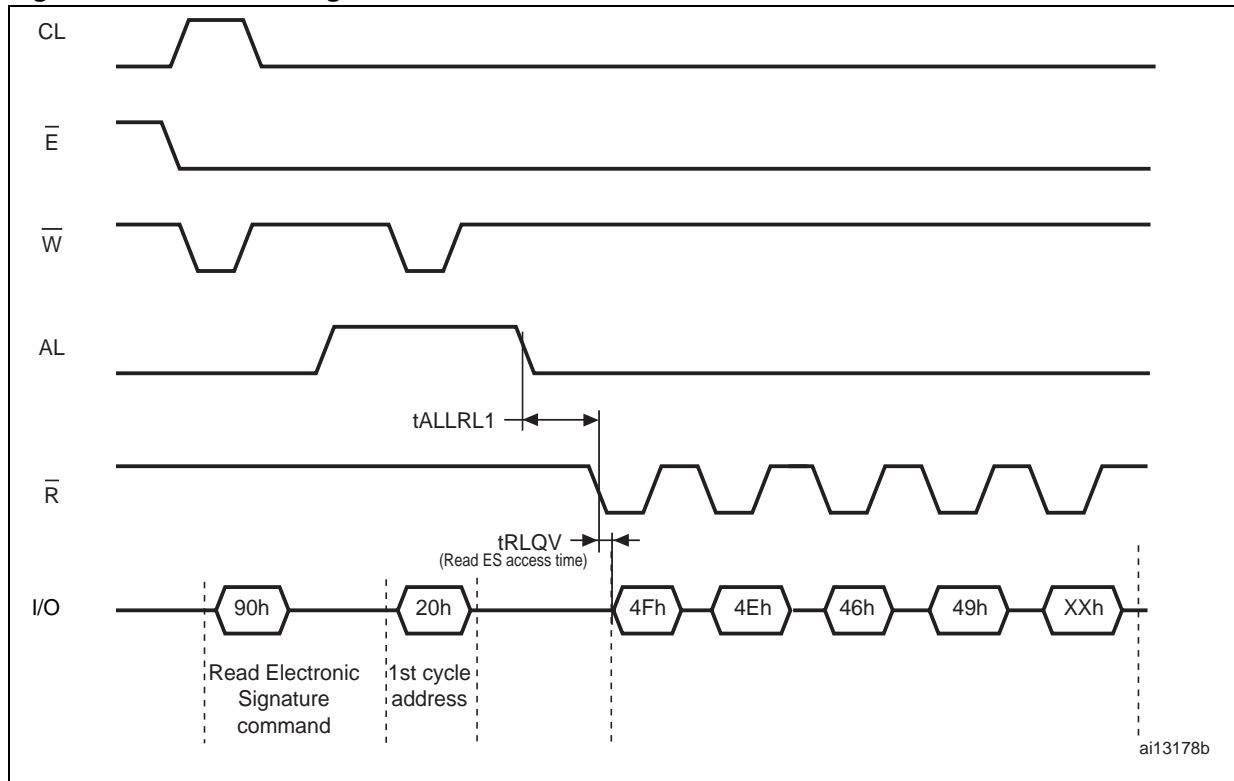 CL
E
W
AL
tALLRL1
R
tRLQV
(Read ES access time)
I/O
90h
20h
4Fh
4Eh
46h
49h
XXh
Read Electronic
Signature
command
1st cycle
address
ai13178b